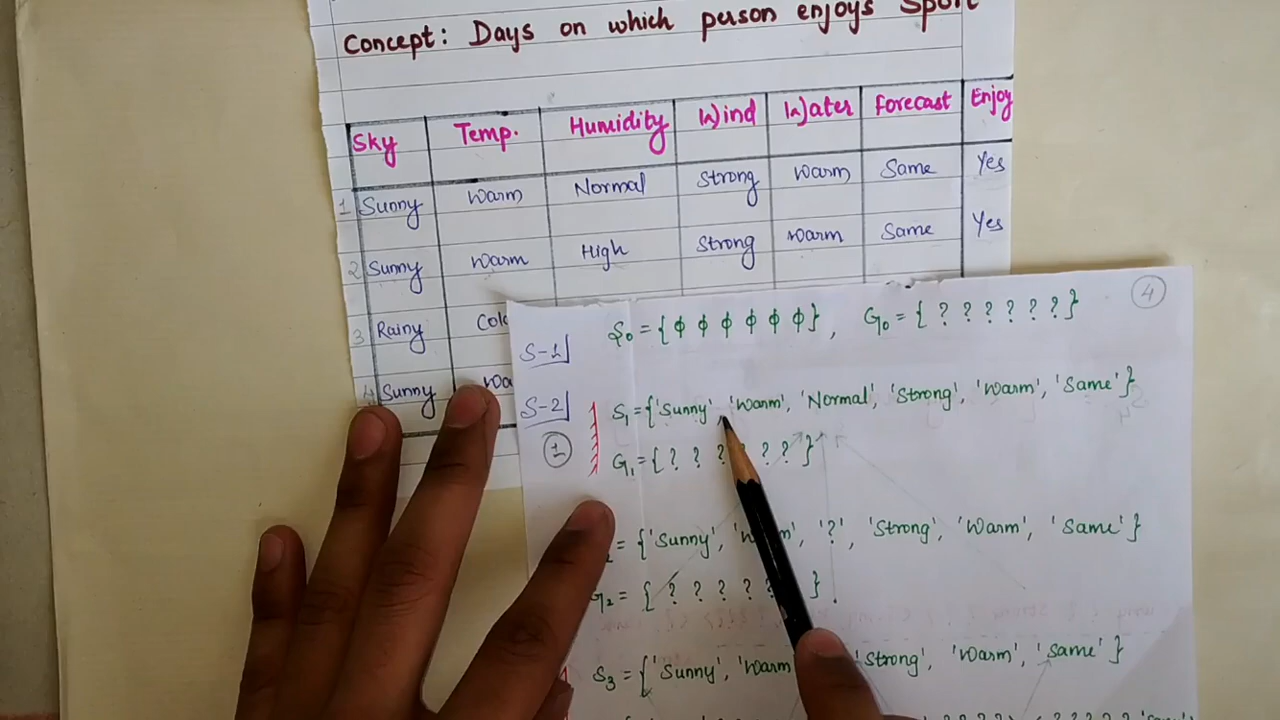 Concept: Days on which person enjoys Sport
Sky Temp. Humidity Wind Water Forecast Enjoy
1 Sunny Warm Normal Strong Warm Same Yes
2 Sunny Warm High Strong Warm Same Yes
3 Rainy
4 Sunny
4
S-1 S₀ = {ϕ ϕ ϕ ϕ ϕ ϕ}, G₀ = { ? ? ? ? ? ? }
S-2 S₁ = {'Sunny', 'Warm', 'Normal', 'Strong', 'Warm', 'Same'}
1 G₁ = { ? ? ? ? ? }
= {'Sunny', '?', 'Strong', 'Warm', 'Same'}
G₂ = { ? ? ? ? ? }
S₃ = {'Sunny', 'Warm 'Strong', 'Warm', 'Same'}